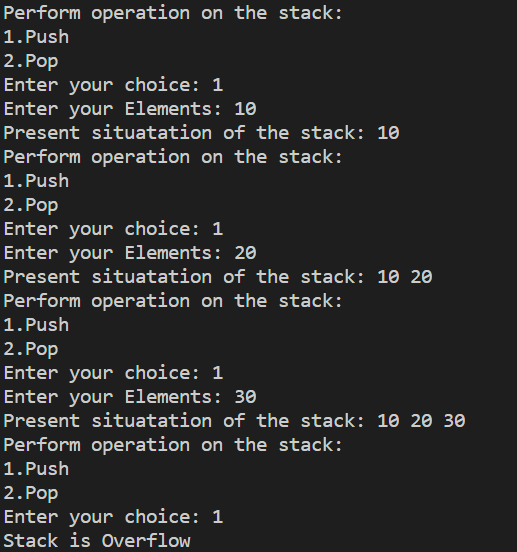 Perform operation on the stack:
1.Push
2.Pop
Enter your choice: 1
Enter your Elements: 10
Present situatation of the stack: 10
Perform operation on the stack:
1.Push
2.Pop
Enter your choice: 1
Enter your Elements: 20
Present situatation of the stack: 10 20
Perform operation on the stack:
1.Push
2.Pop
Enter your choice: 1
Enter your Elements: 30
Present situatation of the stack: 10 20 30
Perform operation on the stack:
1.Push
2.Pop
Enter your choice: 1
Stack is Overflow